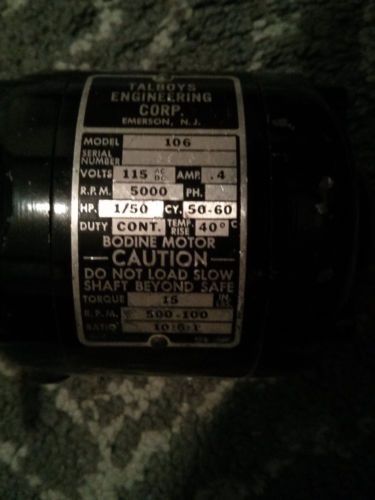 TALBOYS
ENGINEERING
CORP.
EMERSON, N. J.
MODEL 106
SERIAL NUMBER
VOLTS 115 AC DC AMP. .4
R.P.M. 5000 PH.
HP. 1/50 CY. 50-60
DUTY CONT. TEMP. RISE 40° C
BODINE MOTOR
CAUTION
DO NOT LOAD SLOW
SHAFT BEYOND SAFE
TORQUE 15 IN. LBS.
R.P.M. 500-100
RATIO